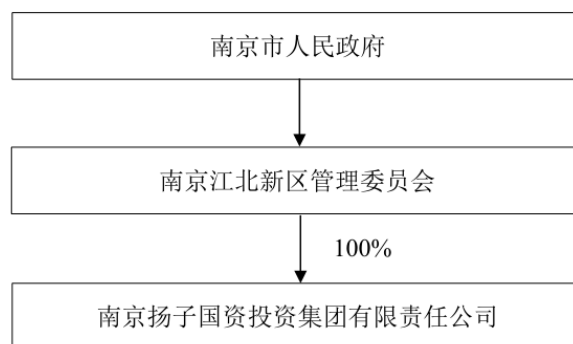 南京市人民政府
南京江北新区管理委员会
100%
南京扬子国资投资集团有限责任公司